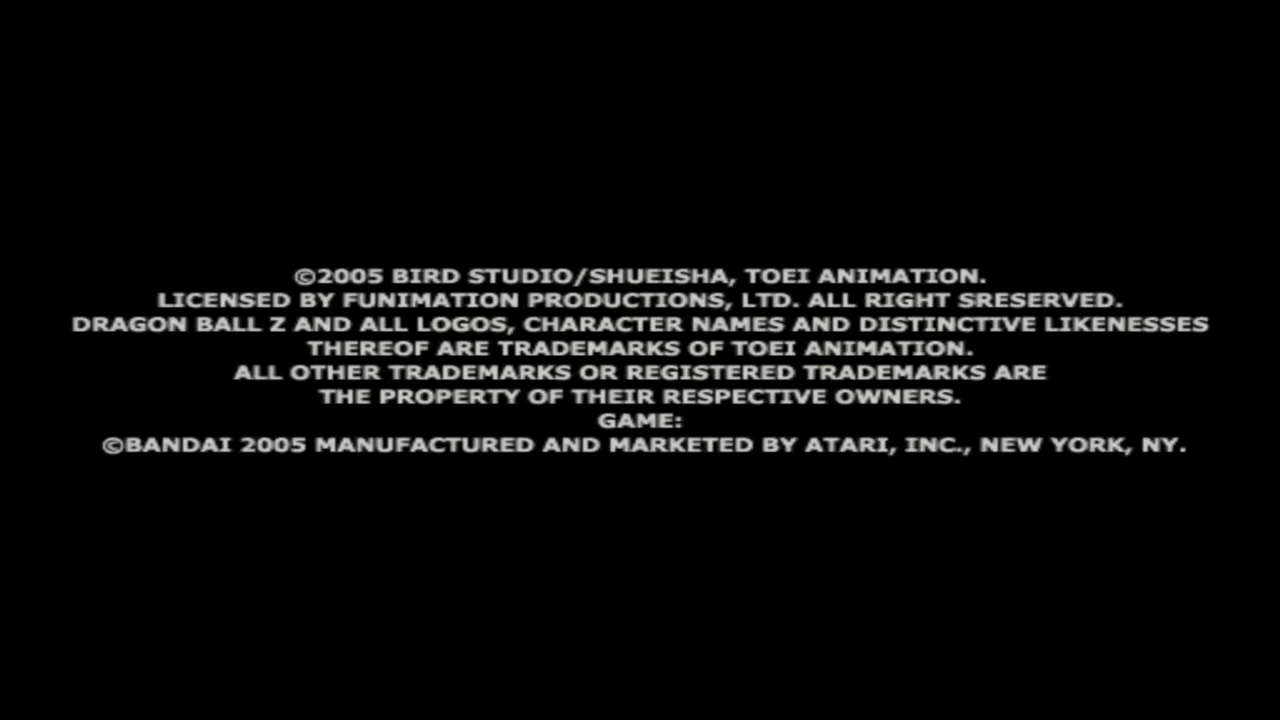 ©2005 BIRD STUDIO/SHUEISHA, TOEI ANIMATION.
LICENSED BY FUNIMATION PRODUCTIONS, LTD. ALL RIGHT SRESERVED.
DRAGON BALL Z AND ALL LOGOS, CHARACTER NAMES AND DISTINCTIVE LIKENESSES
THEREOF ARE TRADEMARKS OF TOEI ANIMATION.
ALL OTHER TRADEMARKS OR REGISTERED TRADEMARKS ARE
THE PROPERTY OF THEIR RESPECTIVE OWNERS.
GAME:
©BANDAI 2005 MANUFACTURED AND MARKETED BY ATARI, INC., NEW YORK, NY.